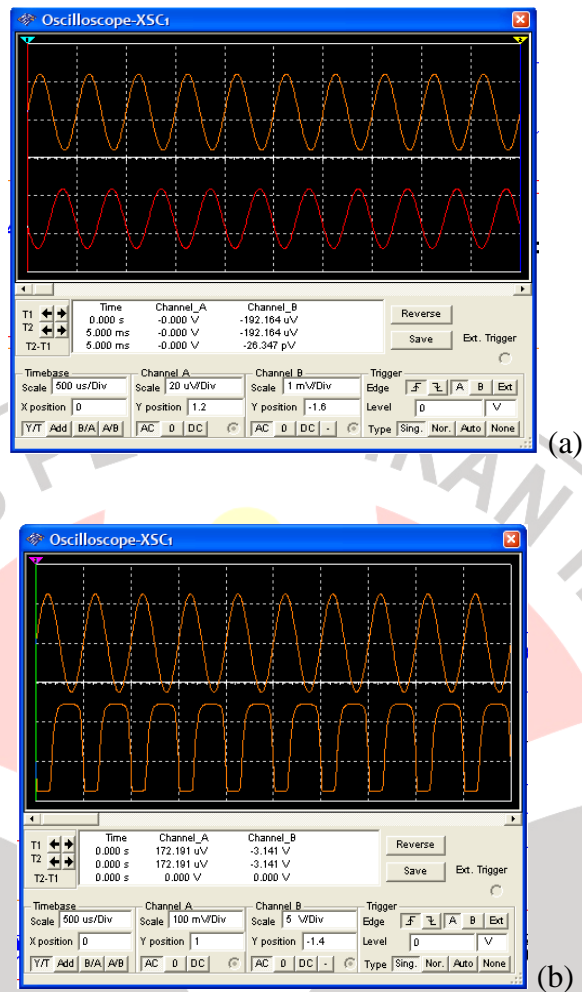 Oscilloscope-XSC1
1 2
Time Channel_A Channel_B
T1 0.000 s -0.000 V -192.164 uV
T2 5.000 ms -0.000 V -192.164 uV
T2-T1 5.000 ms -0.000 V -26.347 pV
Reverse
Save
Ext. Trigger
Timebase Channel A Channel B Trigger
Scale 500 us/Div Scale 20 uV/Div Scale 1 mV/Div Edge A B Ext
X position 0 Y position 1.2 Y position -1.6 Level 0 V
Y/T Add B/A A/B AC 0 DC AC 0 DC - Type Sing. Nor. Auto None
(a)
Oscilloscope-XSC1
Time Channel_A Channel_B
T1 0.000 s 172.191 uV -3.141 V
T2 0.000 s 172.191 uV -3.141 V
T2-T1 0.000 s 0.000 V 0.000 V
Reverse
Save
Ext. Trigger
Timebase Channel A Channel B Trigger
Scale 500 us/Div Scale 100 mV/Div Scale 5 V/Div Edge A B Ext
X position 0 Y position 1 Y position -1.4 Level 0 V
Y/T Add B/A A/B AC 0 DC AC 0 DC - Type Sing. Nor. Auto None
(b)